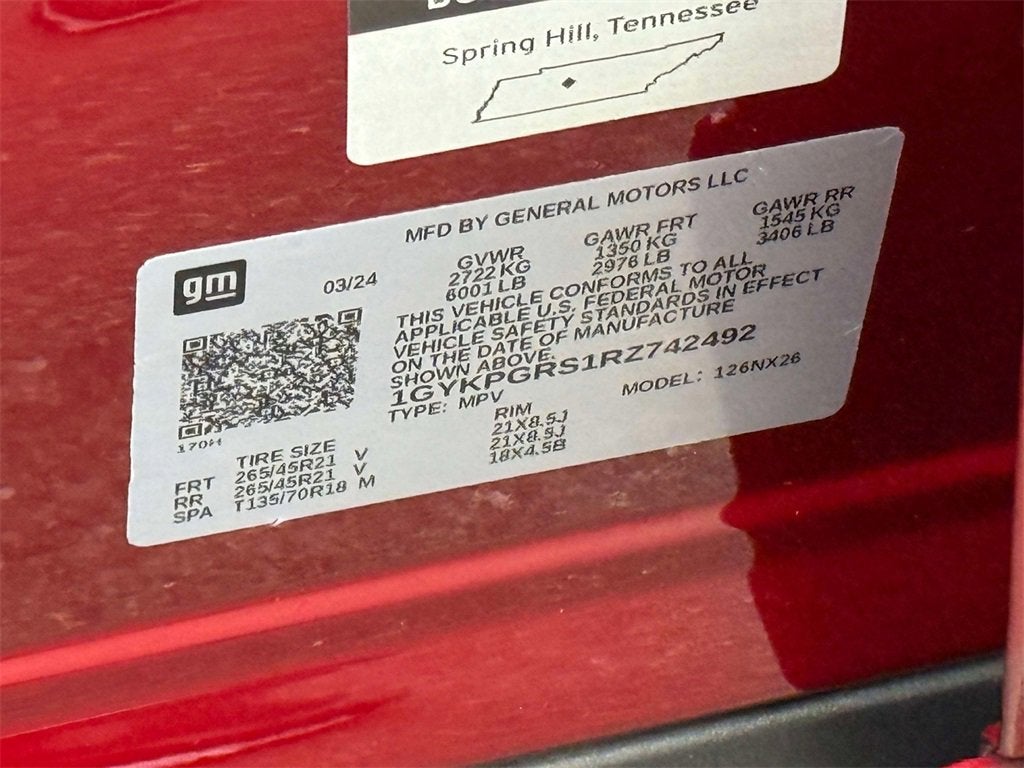 Spring Hill, Tennessee
MFD BY GENERAL MOTORS LLC
gm
03/24
GVWR GAWR FRT GAWR RR
2722 KG 1350 KG 1545 KG
6001 LB 2976 LB 3406 LB
THIS VEHICLE CONFORMS TO ALL
APPLICABLE U.S. FEDERAL MOTOR
VEHICLE SAFETY STANDARDS IN EFFECT
ON THE DATE OF MANUFACTURE
SHOWN ABOVE.
1GYKPGRS1RZ742492
TYPE: MPV MODEL: 126NX26
170H
TIRE SIZE RIM
FRT 265/45R21 V 21X8.5J
RR 265/45R21 V 21X8.5J
SPA T135/70R18 M 18X4.5B